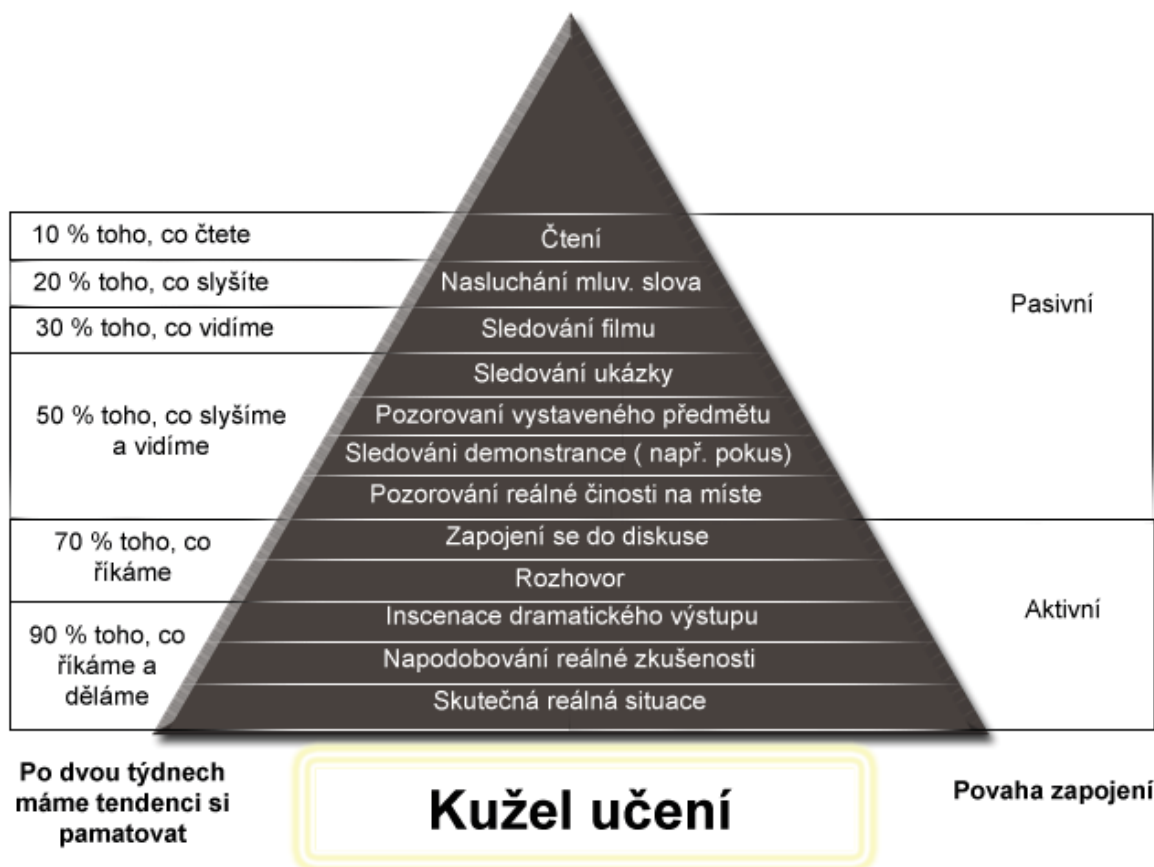 10 % toho, co čtete
Čtení
20 % toho, co slyšíte
Nasluchání mluv. slova
30 % toho, co vidíme
Sledování filmu
Pasivní
50 % toho, co slyšíme
a vidíme
Sledování ukázky
Pozorovaní vystaveného předmětu
Sledováni demonstrance ( např. pokus)
Pozorování reálné činosti na míste
70 % toho, co
říkáme
Zapojení se do diskuse
Rozhovor
Aktivní
90 % toho, co
říkáme a
děláme
Inscenace dramatického výstupu
Napodobování reálné zkušenosti
Skutečná reálná situace
Po dvou týdnech
máme tendenci si
pamatovat
Kužel učení
Povaha zapojení